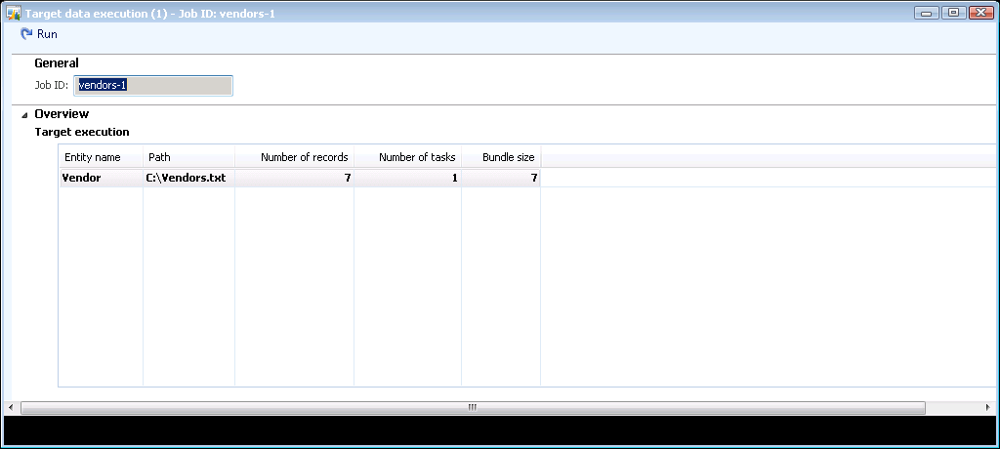 Target data execution (1) - Job ID: vendors-1
Run
General
Job ID: vendors-1
Overview
Target execution
Entity name Path Number of records Number of tasks Bundle size
Vendor C:\Vendors.txt 7 1 7